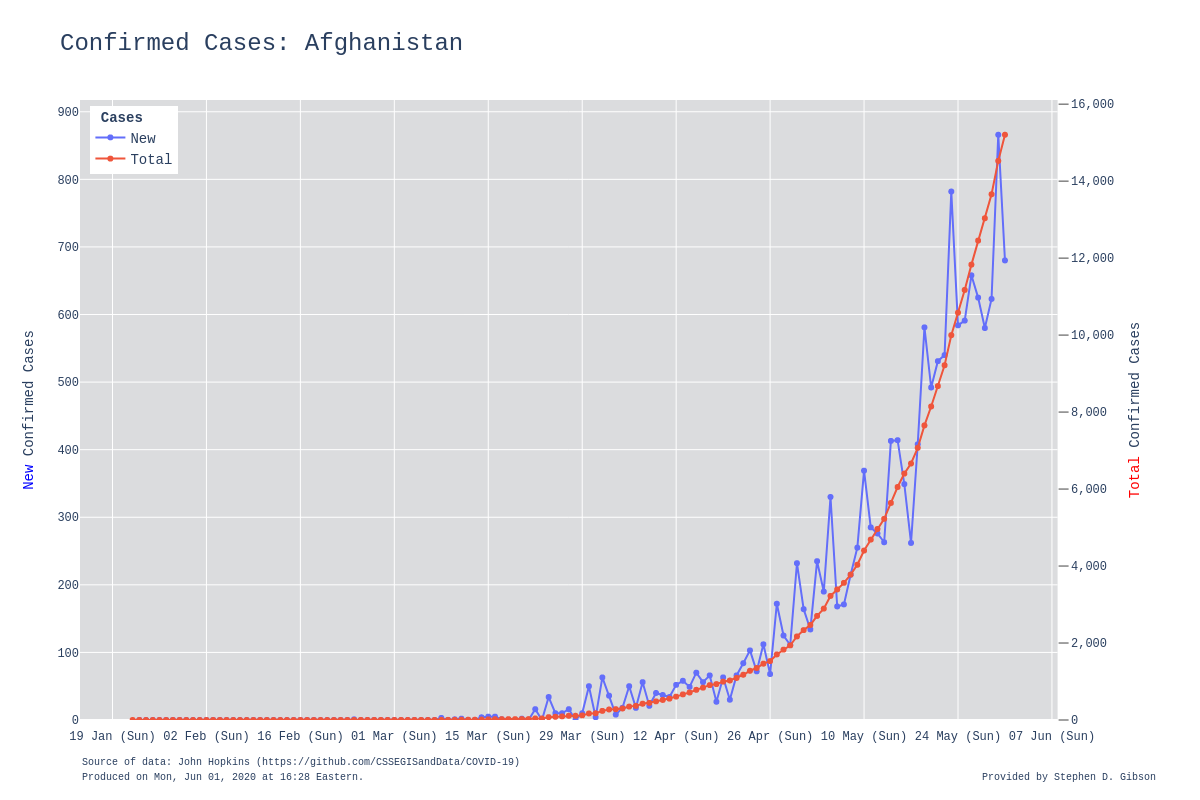 Confirmed Cases: Afghanistan
Cases
New
Total
900
800
700
600
500
400
300
200
100
0
16,000
14,000
12,000
10,000
8,000
6,000
4,000
2,000
0
New Confirmed Cases
Total Confirmed Cases
19 Jan (Sun) 02 Feb (Sun) 16 Feb (Sun) 01 Mar (Sun) 15 Mar (Sun) 29 Mar (Sun) 12 Apr (Sun) 26 Apr (Sun) 10 May (Sun) 24 May (Sun) 07 Jun (Sun)
Source of data: John Hopkins (https://github.com/CSSEGISandData/COVID-19)
Produced on Mon, Jun 01, 2020 at 16:28 Eastern.
Provided by Stephen D. Gibson